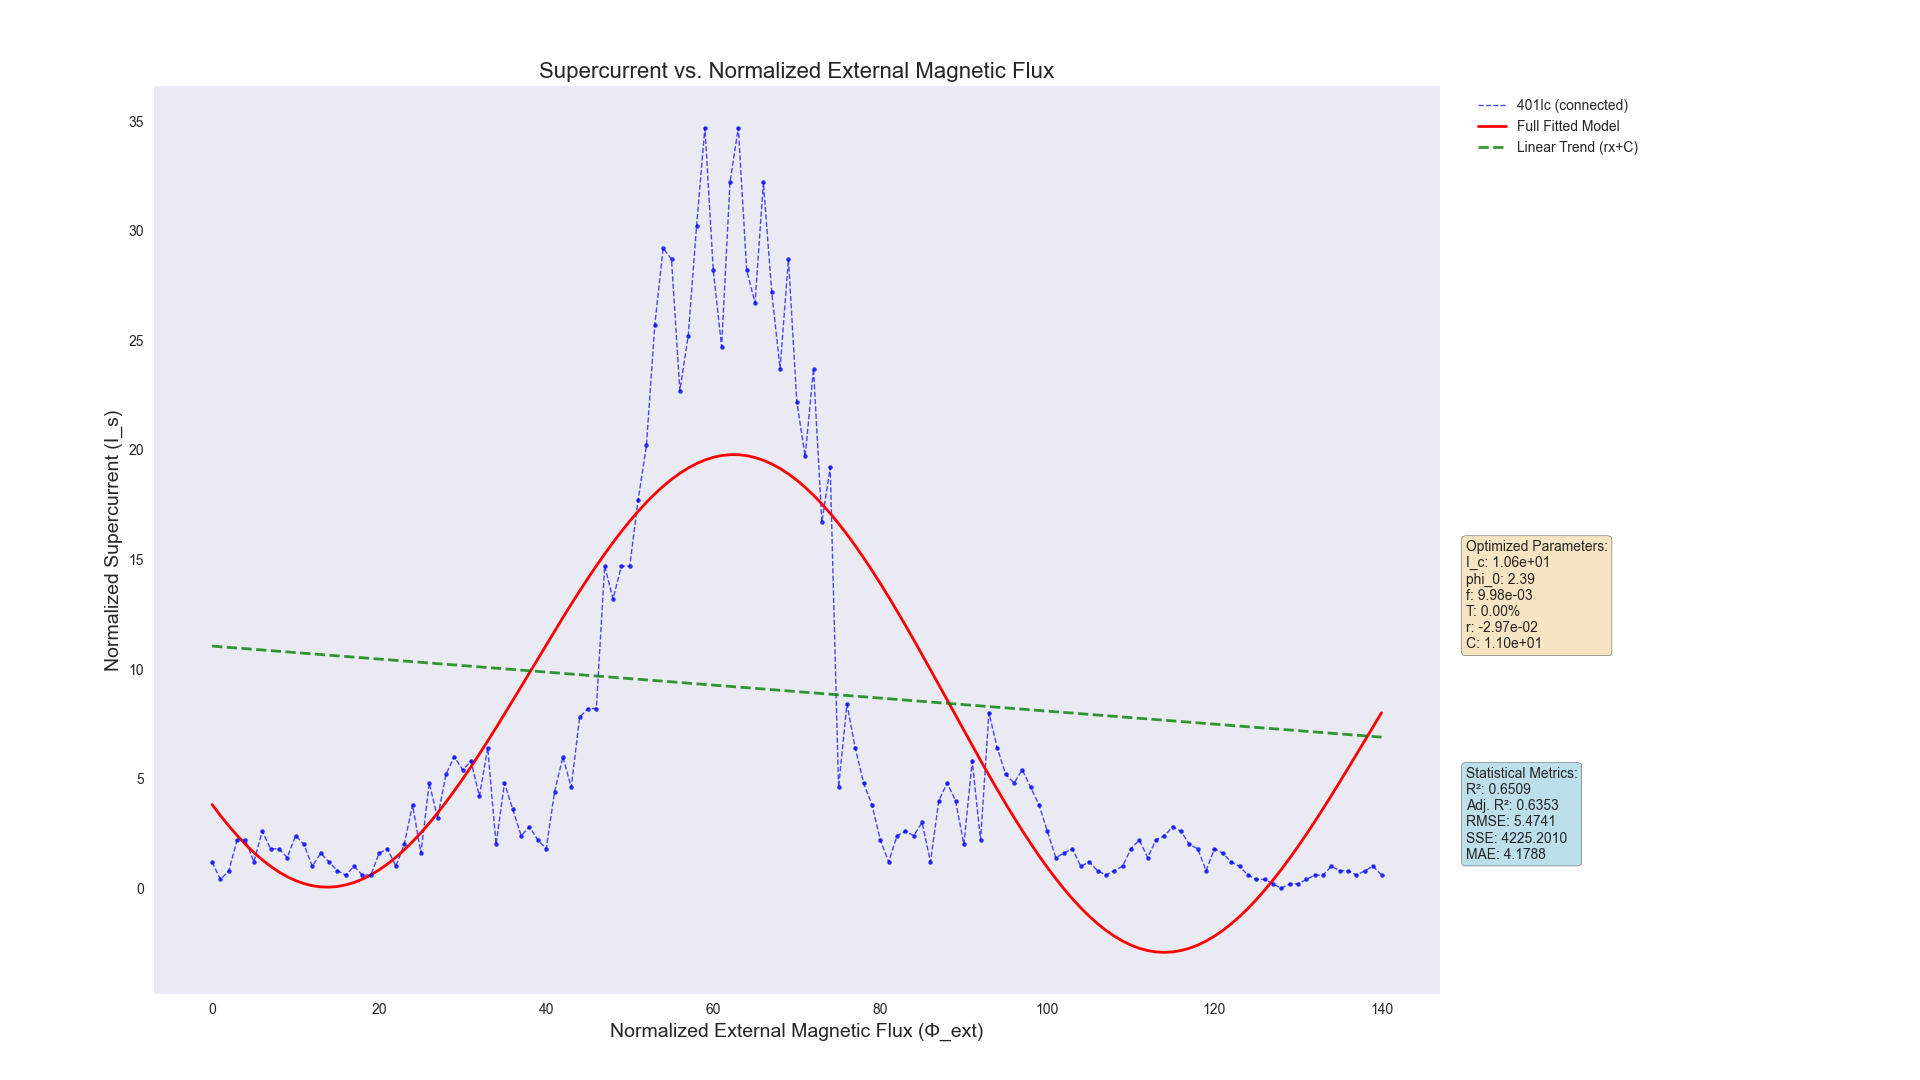 Supercurrent vs. Normalized External Magnetic Flux
35
30
25
20
15
10
5
0
Normalized Supercurrent (I_s)
0 20 40 60 80 100 120 140
Normalized External Magnetic Flux (Φ_ext)
401Ic (connected)
Full Fitted Model
Linear Trend (rx+C)
Optimized Parameters:
I_c: 1.06e+01
phi_0: 2.39
f: 9.98e-03
T: 0.00%
r: -2.97e-02
C: 1.10e+01
Statistical Metrics:
R²: 0.6509
Adj. R²: 0.6353
RMSE: 5.4741
SSE: 4225.2010
MAE: 4.1788